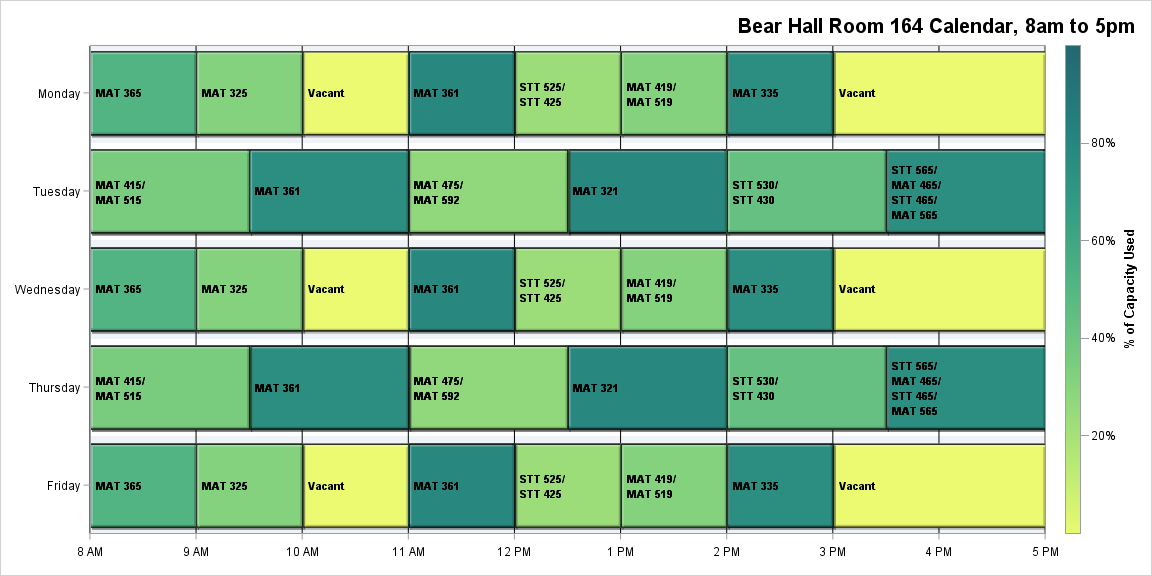 Bear Hall Room 164 Calendar, 8am to 5pm
Monday
MAT 365
MAT 325
Vacant
MAT 361
STT 525/
STT 425
MAT 419/
MAT 519
MAT 335
Vacant
Tuesday
MAT 415/
MAT 515
MAT 361
MAT 475/
MAT 592
MAT 321
STT 530/
STT 430
STT 565/
MAT 465/
STT 465/
MAT 565
Wednesday
MAT 365
MAT 325
Vacant
MAT 361
STT 525/
STT 425
MAT 419/
MAT 519
MAT 335
Vacant
Thursday
MAT 415/
MAT 515
MAT 361
MAT 475/
MAT 592
MAT 321
STT 530/
STT 430
STT 565/
MAT 465/
STT 465/
MAT 565
Friday
MAT 365
MAT 325
Vacant
MAT 361
STT 525/
STT 425
MAT 419/
MAT 519
MAT 335
Vacant
8 AM
9 AM
10 AM
11 AM
12 PM
1 PM
2 PM
3 PM
4 PM
5 PM
80%
60%
40%
20%
% of Capacity Used